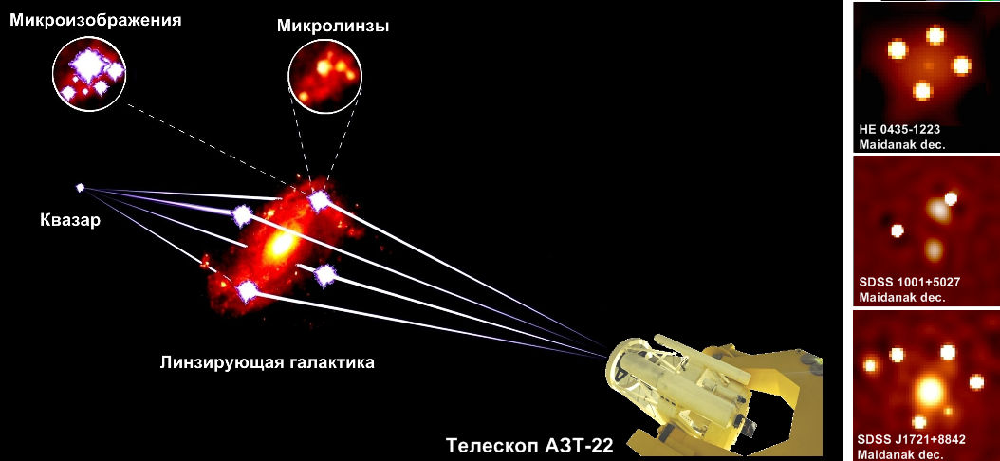 Микроизображения
Микролинзы
Квазар
Линзирующая галактика
Телескоп АЗТ-22
HE 0435-1223
Maidanak dec.
SDSS 1001+5027
Maidanak dec.
SDSS J1721+8842
Maidanak dec.